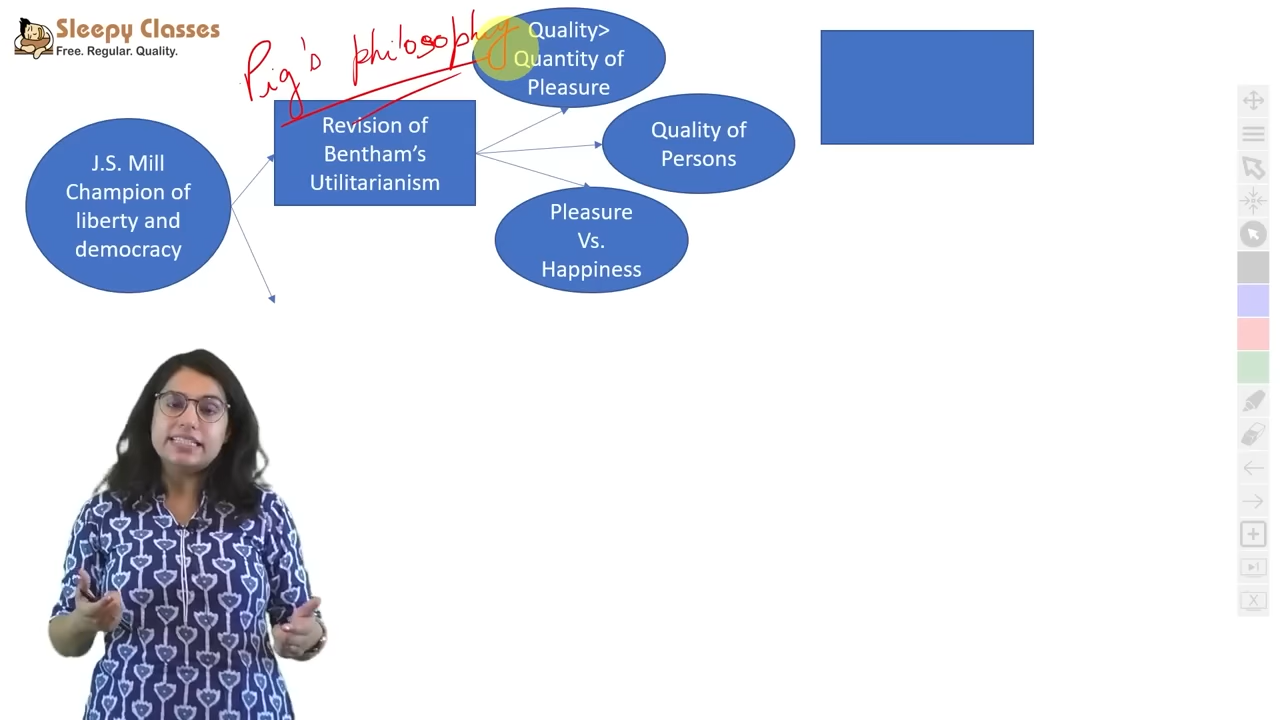 Sleepy Classes
Free. Regular. Quality.
Pig's philosophy
Quality>
Quantity of
Pleasure
Revision of
Bentham's
Utilitarianism
Quality of
Persons
J.S. Mill
Champion of
liberty and
democracy
Pleasure
Vs.
Happiness